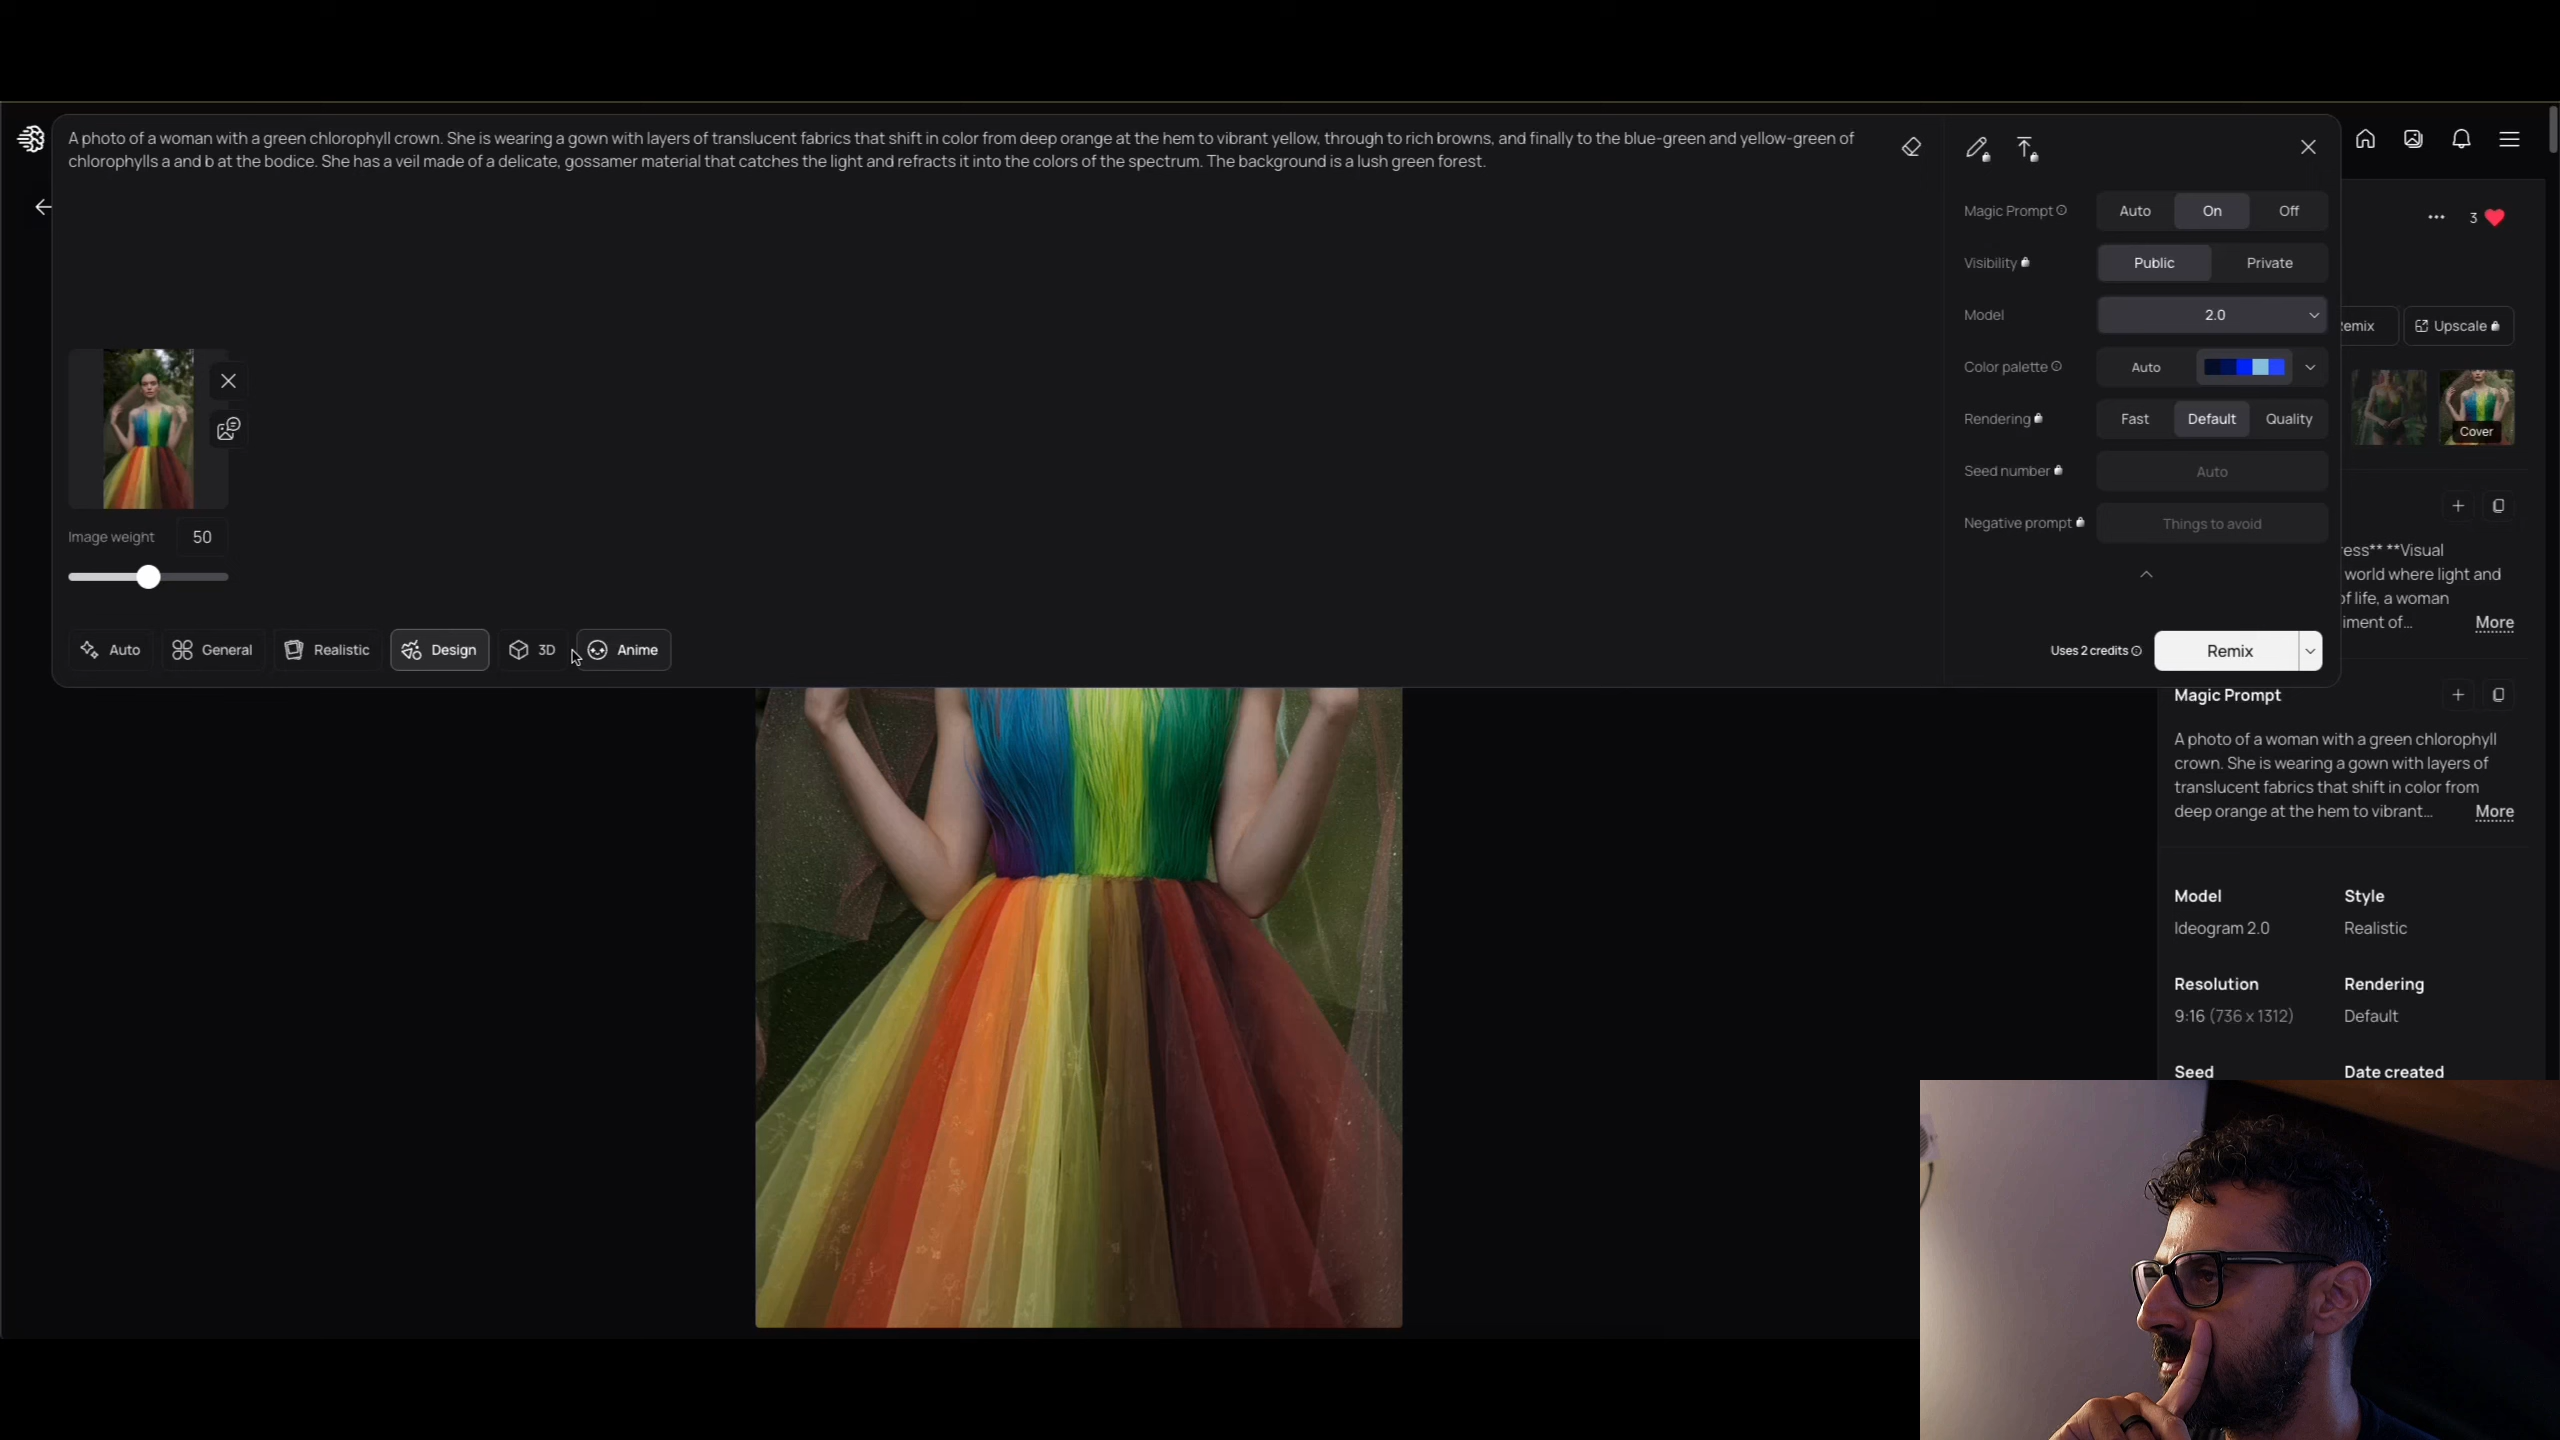 A photo of a woman with a green chlorophyll crown. She is wearing a gown with layers of translucent fabrics that shift in color from deep orange at the hem to vibrant yellow, through to rich browns, and finally to the blue-green and yellow-green of
chlorophylls a and b at the bodice. She has a veil made of a delicate, gossamer material that catches the light and refracts it into the colors of the spectrum. The background is a lush green forest.
Magic Prompt Auto On Off
3
Visibility Public Private
Model 2.0
emix Upscale
Color palette Auto
Rendering Fast Default Quality
Cover
Seed number Auto
Negative prompt Things to avoid
Image weight 50
ess** **Visual
world where light and
of life, a woman
iment of... More
Auto General Realistic Design 3D Anime
Uses 2 credits Remix
Magic Prompt
A photo of a woman with a green chlorophyll
crown. She is wearing a gown with layers of
translucent fabrics that shift in color from
deep orange at the hem to vibrant... More
Model Style
Ideogram 2.0 Realistic
Resolution Rendering
9:16 (736 x 1312) Default
Seed Date created